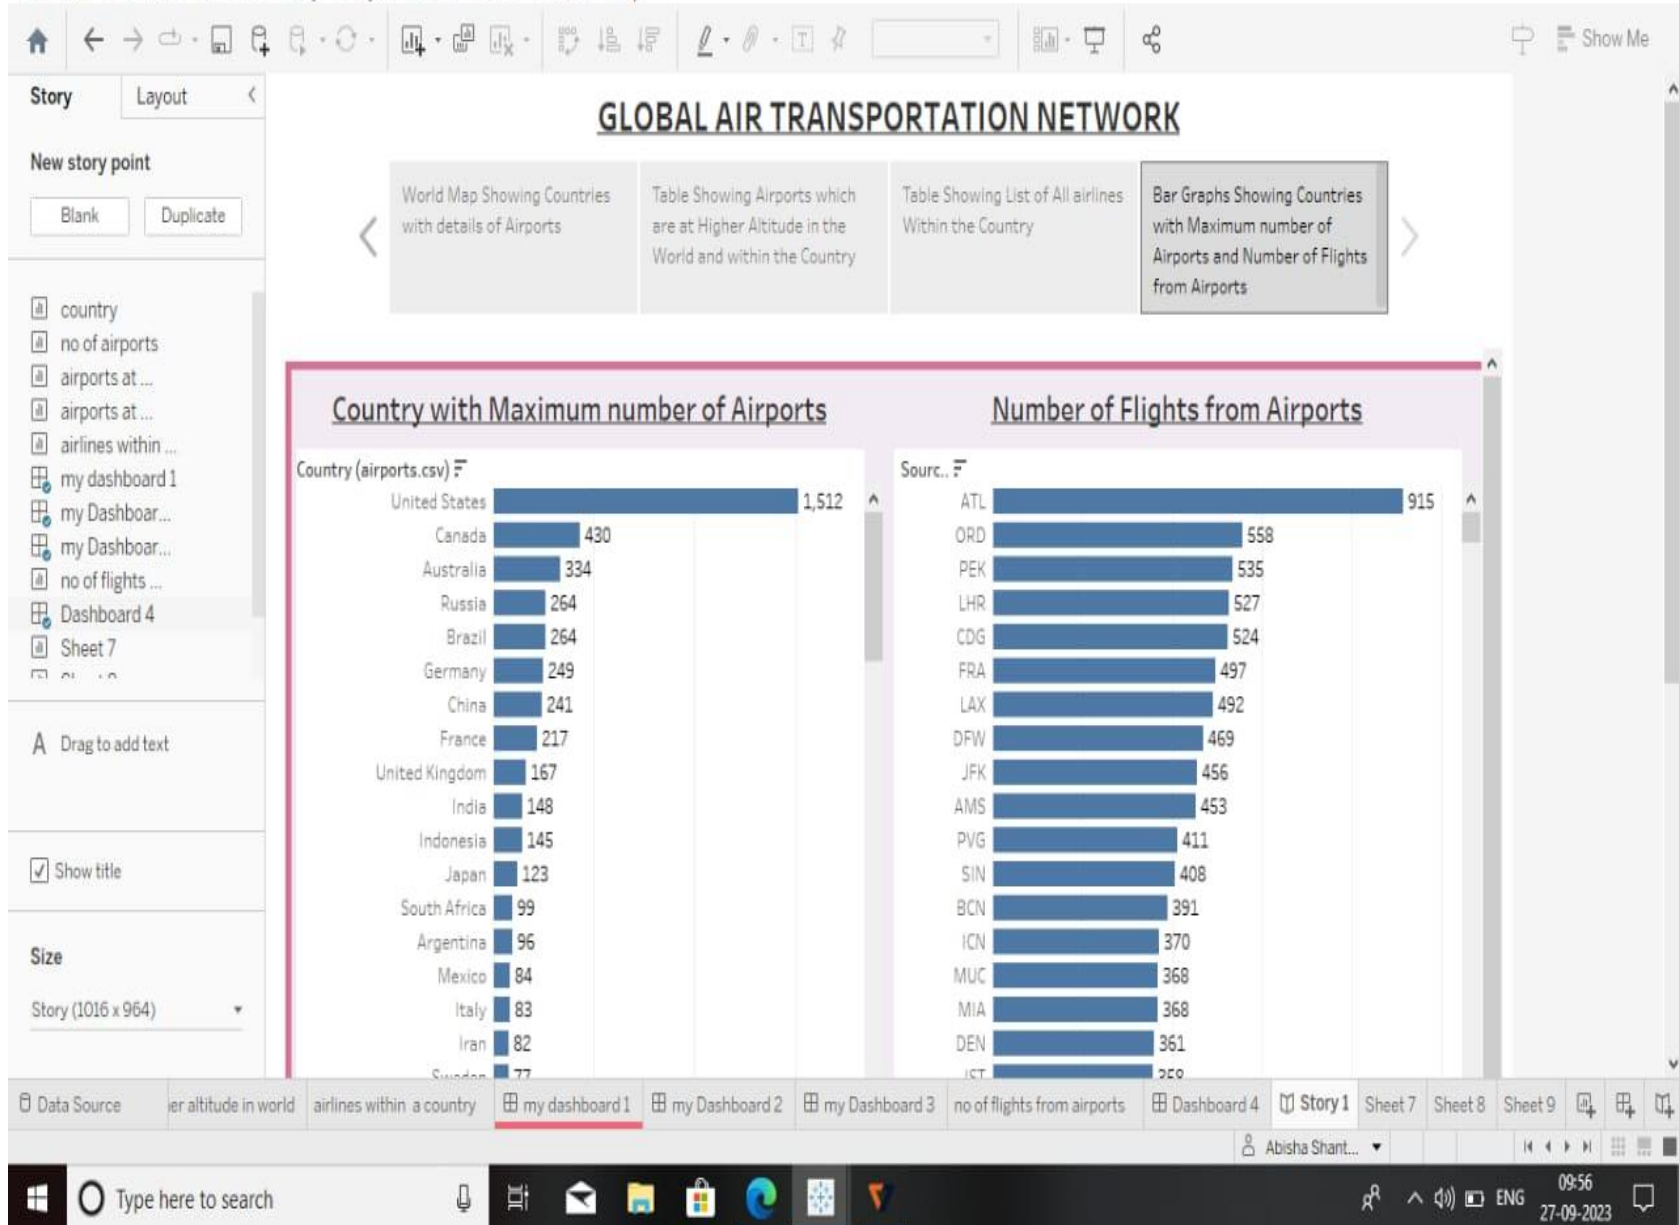 Show Me
Story Layout
GLOBAL AIR TRANSPORTATION NETWORK
New story point
Blank Duplicate
World Map Showing Countries
with details of Airports
Table Showing Airports which
are at Higher Altitude in the
World and within the Country
Table Showing List of All airlines
Within the Country
Bar Graphs Showing Countries
with Maximum number of
Airports and Number of Flights
from Airports
country
no of airports
airports at ...
airports at ...
airlines within ...
my dashboard 1
my Dashboar...
my Dashboar...
no of flights ...
Dashboard 4
Sheet 7
A Drag to add text
Show title
Size
Story (1016 x 964)
Country with Maximum number of Airports
Country (airports.csv)
United States 1,512
Canada 430
Australia 334
Russia 264
Brazil 264
Germany 249
China 241
France 217
United Kingdom 167
India 148
Indonesia 145
Japan 123
South Africa 99
Argentina 96
Mexico 84
Italy 83
Iran 82
Sweden 77
Number of Flights from Airports
Sourc..
ATL 915
ORD 558
PEK 535
LHR 527
CDG 524
FRA 497
LAX 492
DFW 469
JFK 456
AMS 453
PVG 411
SIN 408
BCN 391
ICN 370
MUC 368
MIA 368
DEN 361
IST 358
Data Source er altitude in world airlines within a country my dashboard 1 my Dashboard 2 my Dashboard 3 no of flights from airports Dashboard 4 Story 1 Sheet 7 Sheet 8 Sheet 9
Abisha Shant...
Type here to search
ENG
09:56
27-09-2023